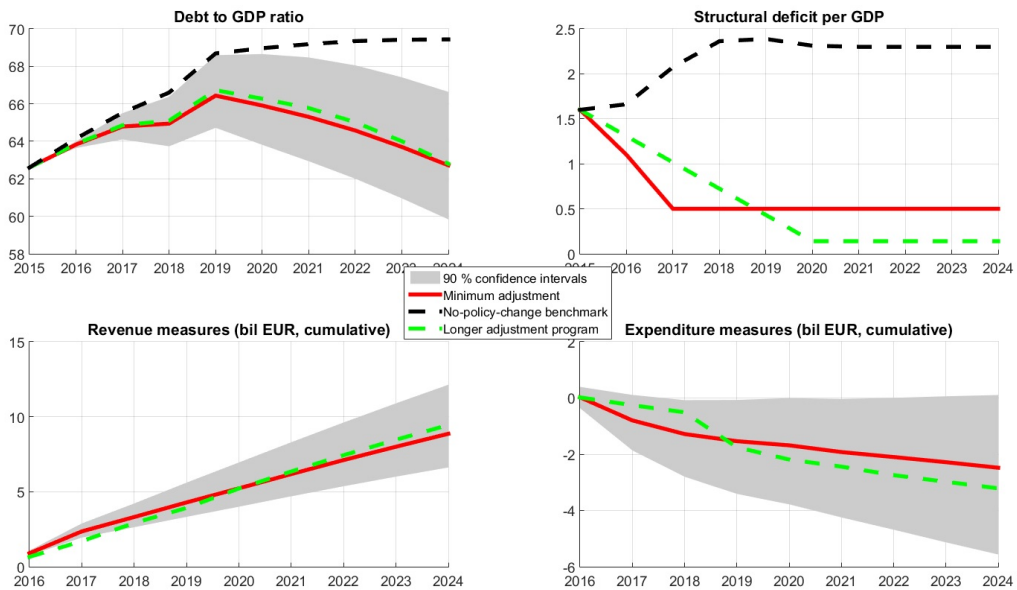 Debt to GDP ratio
70
68
66
64
62
60
58
2015 2016 2017 2018 2019 2020 2021 2022 2023 2024
Structural deficit per GDP
2.5
2
1.5
1
0.5
0
2015 2016 2017 2018 2019 2020 2021 2022 2023 2024
90 % confidence intervals
Minimum adjustment
No-policy-change benchmark
Longer adjustment program
Revenue measures (bil EUR, cumulative)
15
10
5
0
2016 2017 2018 2019 2020 2021 2022 2023 2024
Expenditure measures (bil EUR, cumulative)
2
0
-2
-4
-6
2016 2017 2018 2019 2020 2021 2022 2023 2024